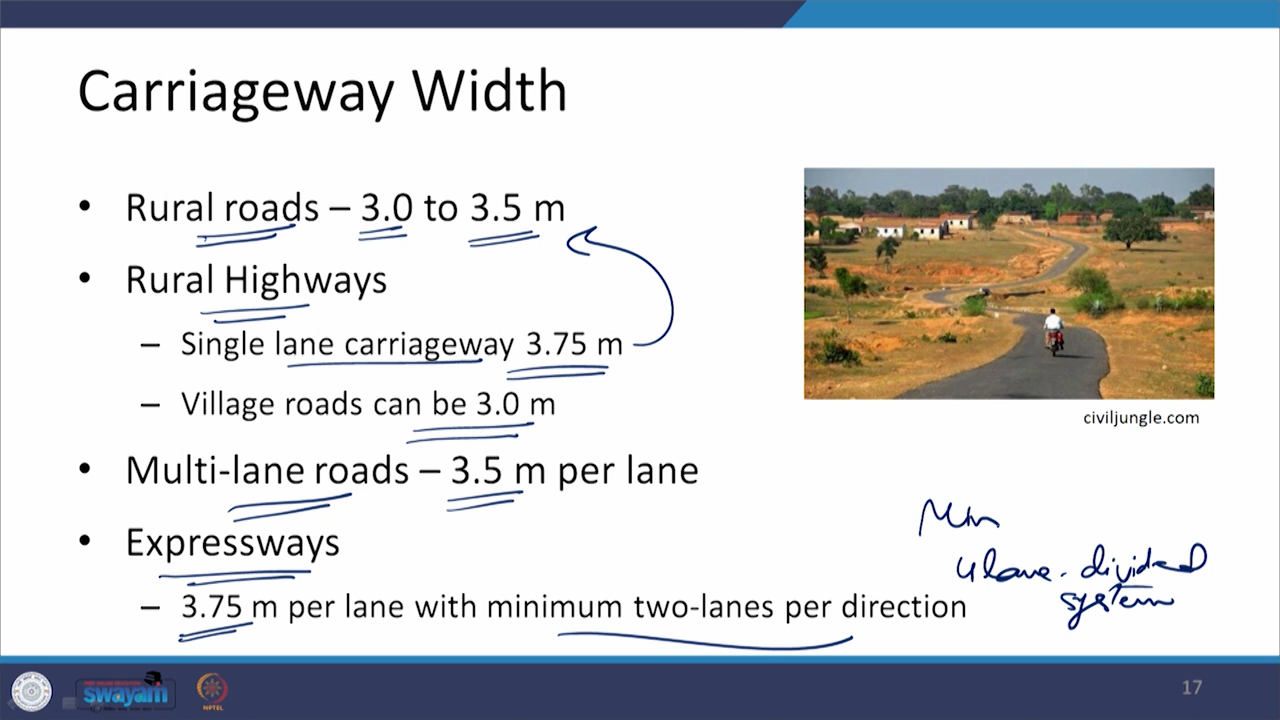 Carriageway Width
• Rural roads – 3.0 to 3.5 m
• Rural Highways
– Single lane carriageway 3.75 m
– Village roads can be 3.0 m
• Multi-lane roads – 3.5 m per lane
• Expressways
– 3.75 m per lane with minimum two-lanes per direction
civiljungle.com
Min
4 lane - divided
system
swayam
NPTEL
17